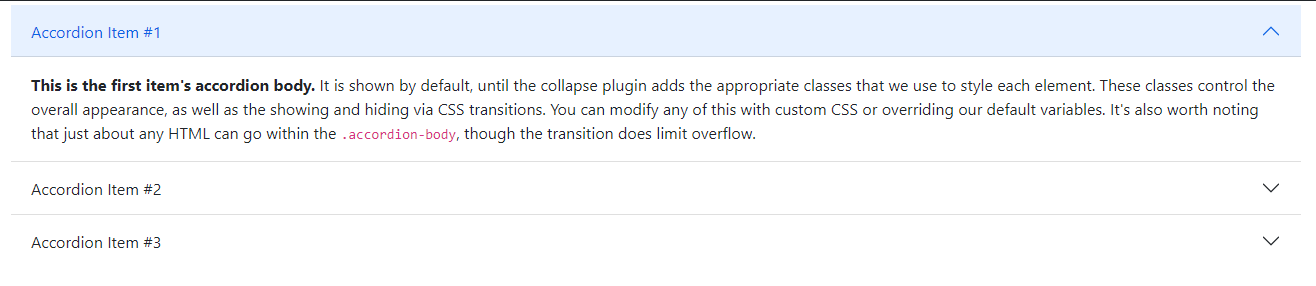 Accordion Item #1
This is the first item's accordion body. It is shown by default, until the collapse plugin adds the appropriate classes that we use to style each element. These classes control the
overall appearance, as well as the showing and hiding via CSS transitions. You can modify any of this with custom CSS or overriding our default variables. It's also worth noting
that just about any HTML can go within the .accordion-body, though the transition does limit overflow.
Accordion Item #2
Accordion Item #3